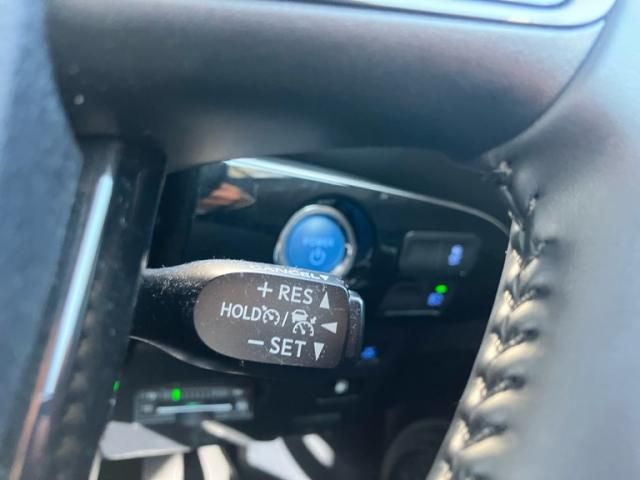 POWER
CANCEL▼
+ RES ▲
HOLD / ◄
− SET ▼